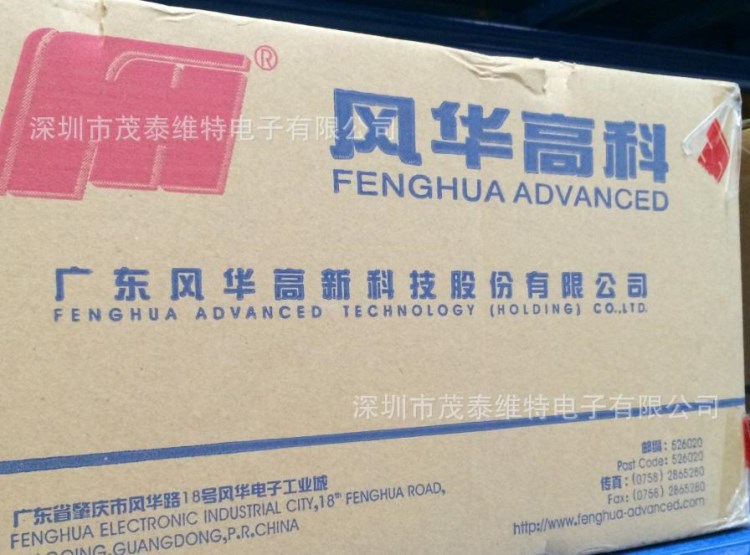 ®
深圳市茂泰维特电子有限公司
风华高科
FENGHUA ADVANCED
广东风华高新科技股份有限公司
FENGHUA ADVANCED TECHNOLOGY (HOLDING) CO.,LTD.
深圳市茂泰维特电子有限公司
邮编: 526020
Post Code: 526020
传真: (0758) 2865280
Fax: (0758) 2865280
http://www.fenghua-advanced.com
广东省肇庆市风华路18号风华电子工业城
FENGHUA ELECTRONIC INDUSTRIAL CITY,18th FENGHUA ROAD,
GUANGDONG,P.R.CHINA